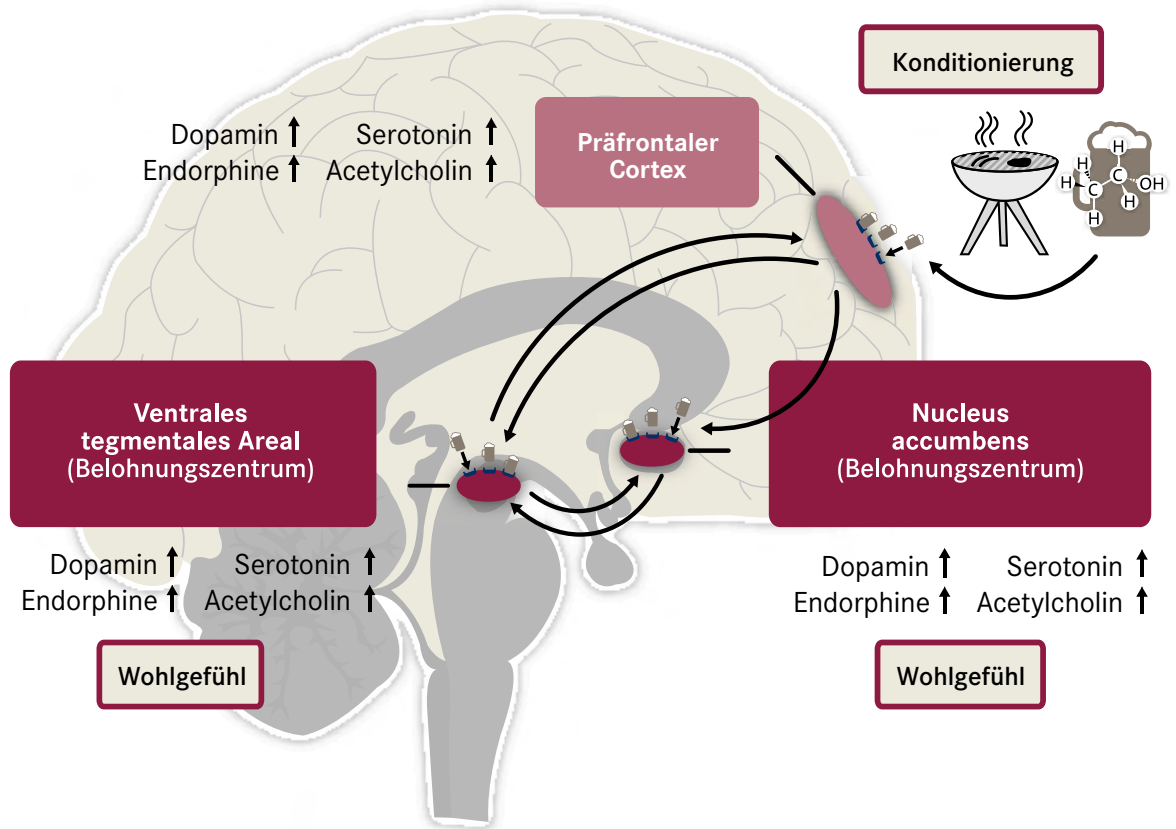 Konditionierung
Dopamin ↑ Serotonin ↑
Endorphine ↑ Acetylcholin ↑
Präfrontaler
Cortex
H
H C C OH
H
H
Ventrales
tegmentales Areal
(Belohnungszentrum)
Nucleus
accumbens
(Belohnungszentrum)
Dopamin ↑ Serotonin ↑
Endorphine ↑ Acetylcholin ↑
Wohlgefühl
Dopamin ↑ Serotonin ↑
Endorphine ↑ Acetylcholin ↑
Wohlgefühl